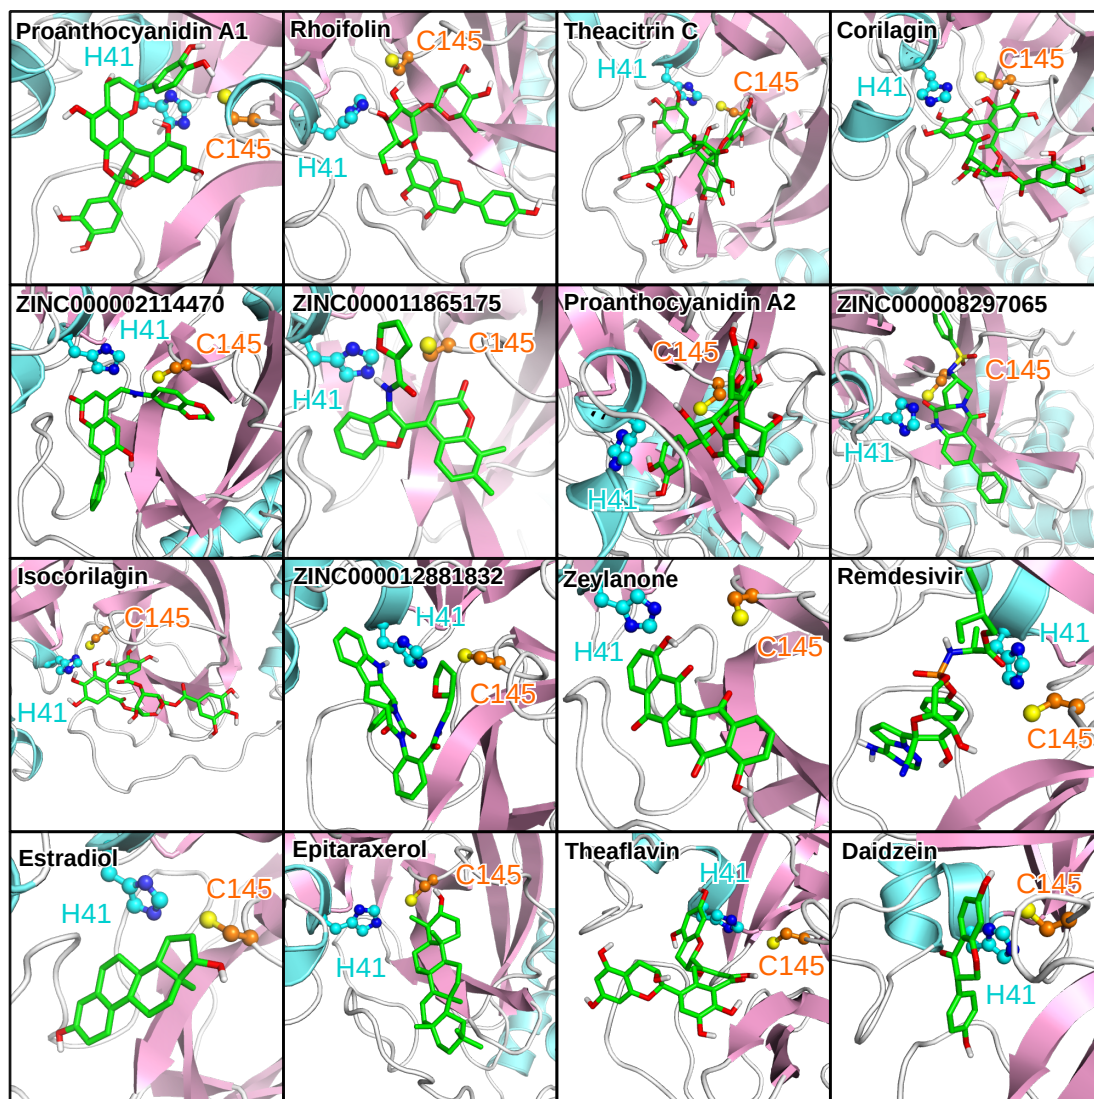 Proanthocyanidin A1
H41
C145
Rhoifolin
C145
H41
Theacitrin C
H41
C145
Corilagin
C145
H41
ZINC000002114470
H41
C145
ZINC000011865175
C145
H41
Proanthocyanidin A2
C145
H41
ZINC000008297065
C145
H41
Isocorilagin
C145
H41
ZINC000012881832
H41
C145
Zeylanone
H41
C145
Remdesivir
H41
C145
Estradiol
C145
H41
Epitaraxerol
C145
H41
Theaflavin
H41
C145
Daidzein
C145
H41